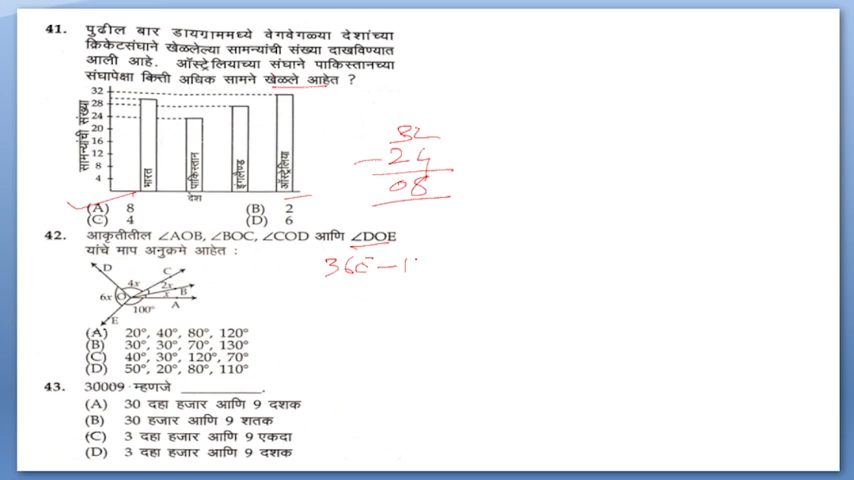 41. पुढील बार डायग्राममध्ये वेगवेगळ्या देशांच्या
क्रिकेटसंघाने खेळलेल्या सामन्यांची संख्या दाखविण्यात
आली आहे. ऑस्ट्रेलियाच्या संघाने पाकिस्तानच्या
संघापेक्षा किती अधिक सामने खेळले आहेत ?
सामन्यांची संख्या
32
28
24
20
16
12
8
4
भारत
पाकिस्तान
इंग्लैण्ड
ऑस्ट्रेलिया
देश
32
- 24
08
(A) 8 (B) 2
(C) 4 (D) 6
42. आकृतीतील ∠AOB, ∠BOC, ∠COD आणि ∠DOE
यांचे माप अनुक्रमे आहेत :
360 - 1
D
C
4x
2x
B
6x
O
x
A
100°
E
(A) 20°, 40°, 80°, 120°
(B) 30°, 30°, 70°, 130°
(C) 40°, 30°, 120°, 70°
(D) 50°, 20°, 80°, 110°
43. 30009 म्हणजे ________.
(A) 30 दहा हजार आणि 9 दशक
(B) 30 हजार आणि 9 शतक
(C) 3 दहा हजार आणि 9 एकदा
(D) 3 दहा हजार आणि 9 दशक